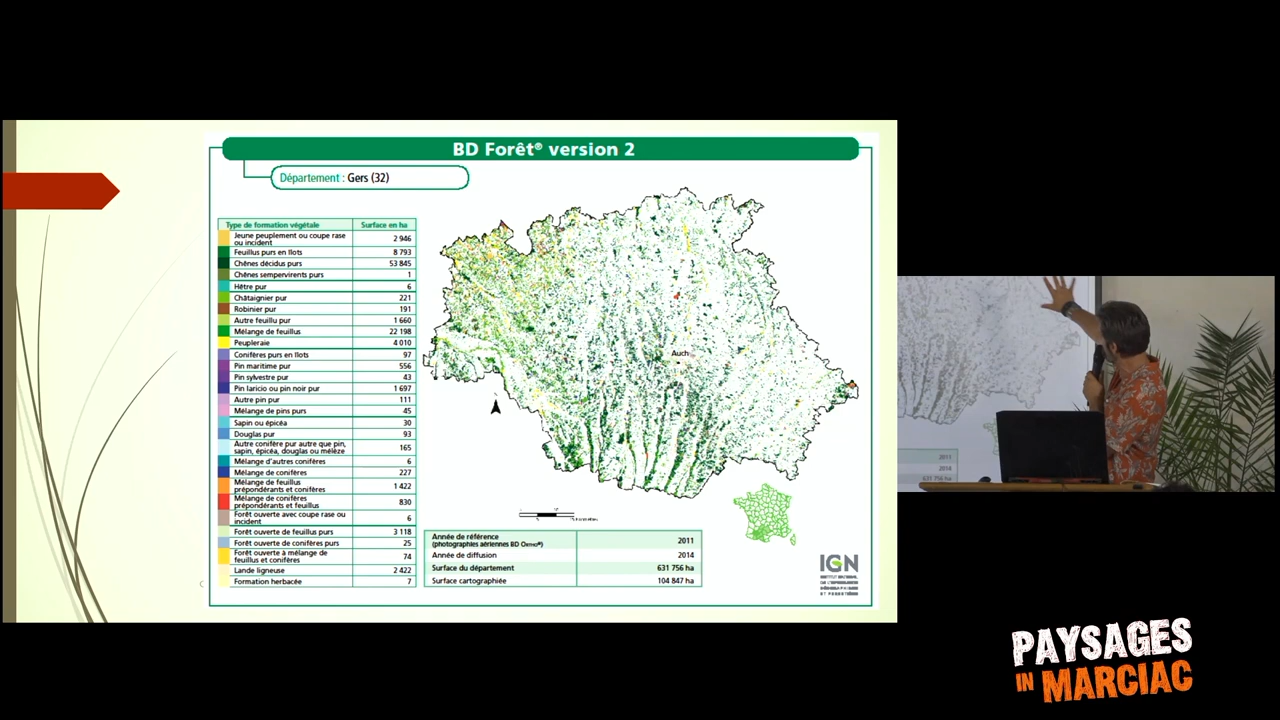 BD Forêt® version 2
Département : Gers (32)
Type de formation végétale Surface en ha
Jeune peuplement ou coupe rase
ou incident 2 946
Feuillus purs en îlots 8 793
Chênes décidus purs 53 845
Chênes sempervirents purs 1
Hêtre pur 6
Châtaignier pur 221
Robinier pur 191
Autre feuillu pur 1 660
Mélange de feuillus 22 198
Peupleraie 4 010
Conifères purs en îlots 97
Pin maritime pur 556
Pin sylvestre pur 43
Pin laricio ou pin noir pur 1 697
Autre pin pur 111
Mélange de pins purs 45
Sapin ou épicéa 30
Douglas pur 93
Autre conifère pur autre que pin,
sapin, épicéa, douglas ou mélèze 165
Mélange d'autres conifères 6
Mélange de conifères 227
Mélange de feuillus
prépondérants et conifères 1 422
Mélange de conifères
prépondérants et feuillus 830
Forêt ouverte avec coupe rase ou
incident 6
Forêt ouverte de feuillus purs 3 118
Forêt ouverte de conifères purs 25
Forêt ouverte à mélange de
feuillus et conifères 74
Lande ligneuse 2 422
Formation herbacée 7
Auch
Année de référence
(photographies aériennes BD Ortho®) 2011
Année de diffusion 2014
Surface du département 631 756 ha
Surface cartographiée 104 847 ha
IGN
2011
2014
631 756 ha
PAYSAGES
IN MARCIAC